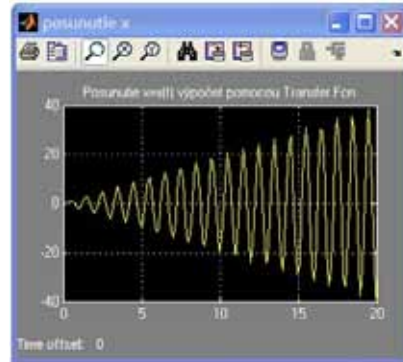 posunutie x
Posunutie x=x(t) výpočet pomocou Transfer Fcn
40
20
0
-20
-40
0 5 10 15 20
Time offset: 0